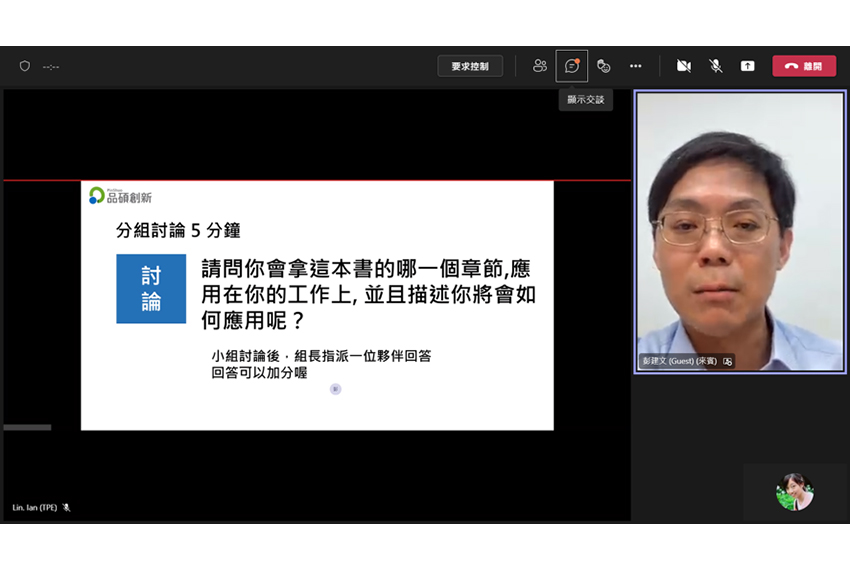 --:--
要求控制
離開
顯示交談
品碩創新
分組討論 5 分鐘
討
論
請問你會拿這本書的哪一個章節,應
用在你的工作上, 並且描述你將會如
何應用呢？
小組討論後，組長指派一位夥伴回答
回答可以加分喔
彭建文 (Guest) (來賓)
Lin, Ian (TPE)